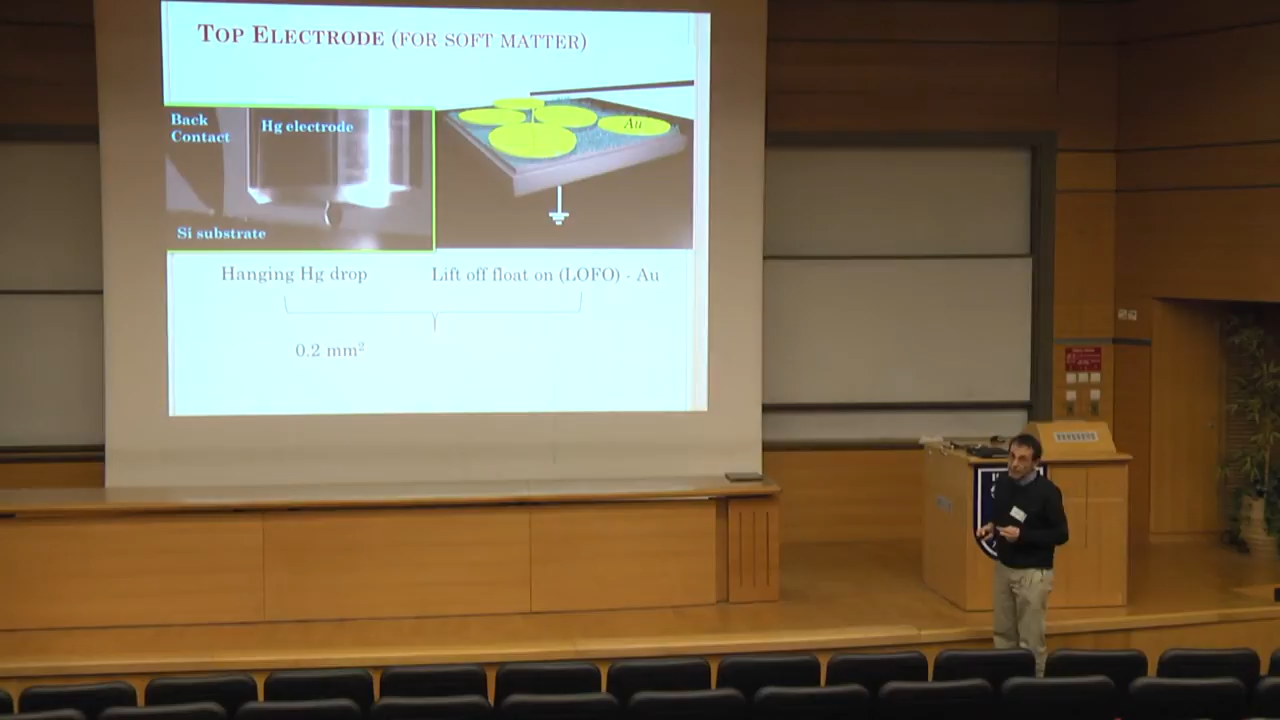 TOP ELECTRODE (FOR SOFT MATTER)
Back
Contact
Hg electrode
Au
Si substrate
Hanging Hg drop
Lift off float on (LOFO) - Au
0.2 mm²